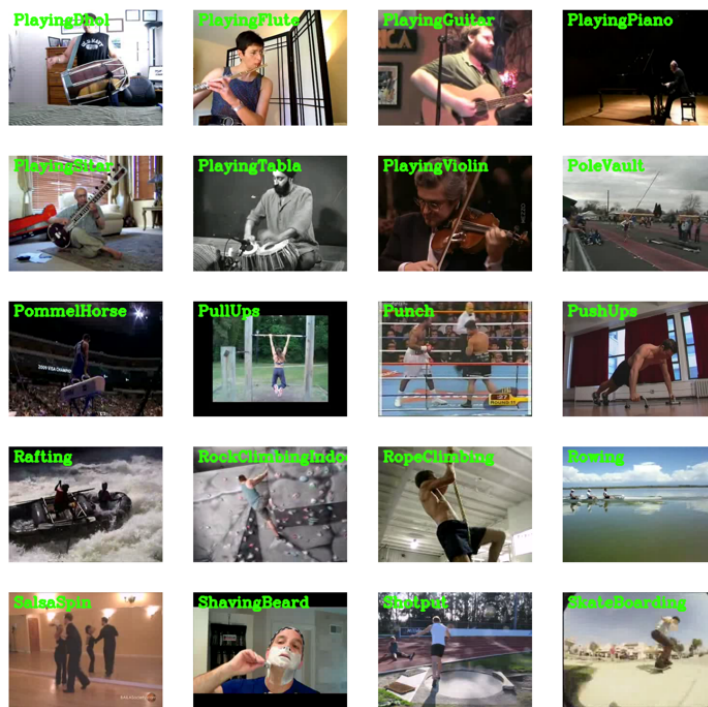 PlayingDhol
PlayingFlute
PlayingGuitar
PlayingPiano
PlayingSitar
PlayingTabla
PlayingViolin
PoleVault
PommelHorse
PullUps
Punch
PushUps
Rafting
RockClimbingIndo
RopeClimbing
Rowing
SalsaSpin
ShavingBeard
Shotput
SkateBoarding